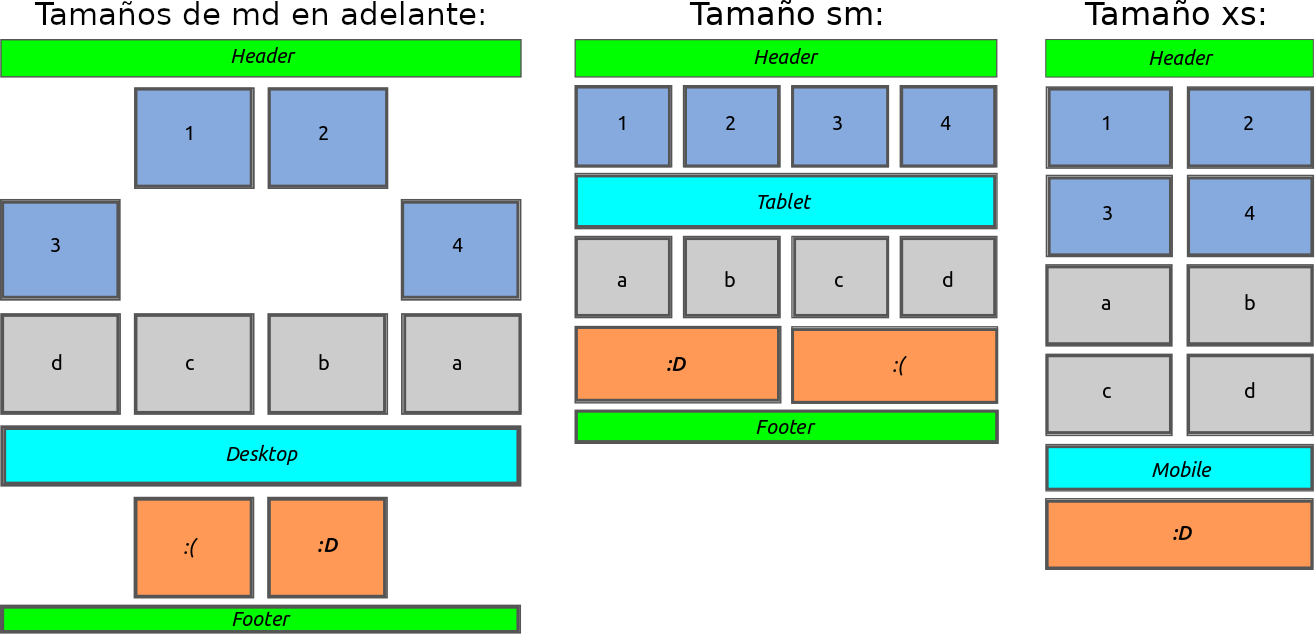 Tamaños de md en adelante:
Header
1 2
3 4
d c b a
Desktop
:( :D
Footer
Tamaño sm:
Header
1 2 3 4
Tablet
a b c d
:D :(
Footer
Tamaño xs:
Header
1 2
3 4
a b
c d
Mobile
:D